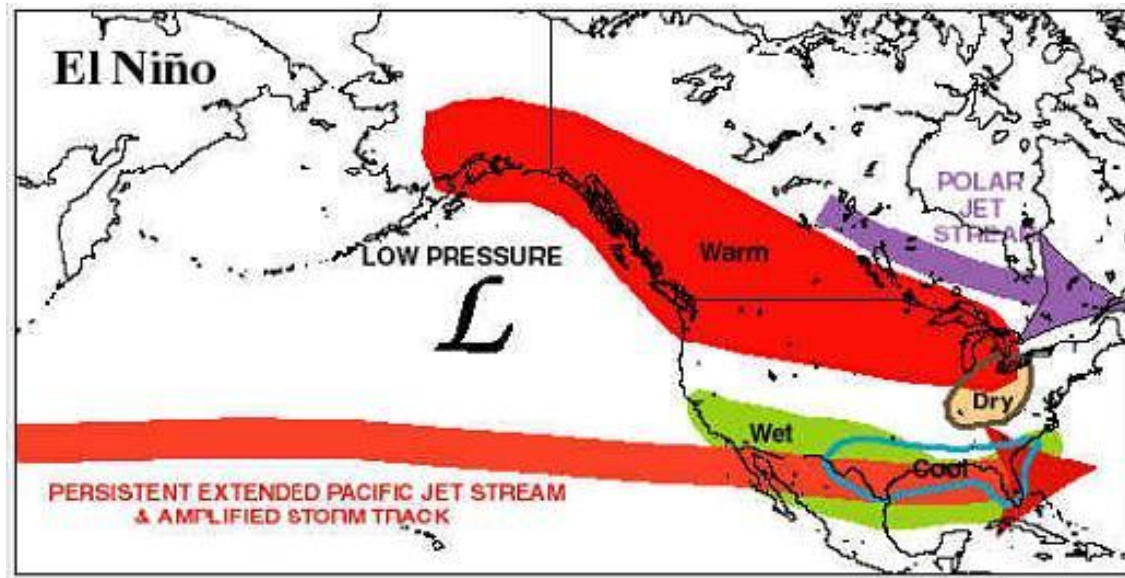 El Niño
POLAR
JET
STREAM
LOW PRESSURE
Warm
L
Dry
Wet
Cool
PERSISTENT EXTENDED PACIFIC JET STREAM
& AMPLIFIED STORM TRACK